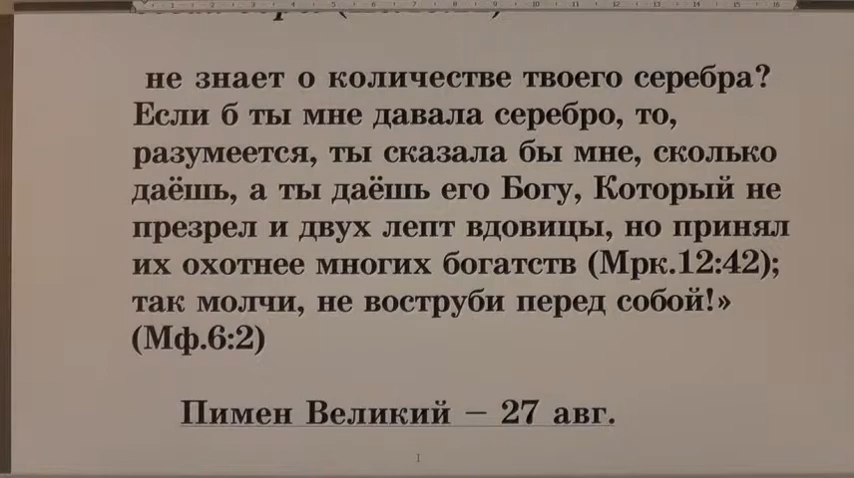 не знает о количестве твоего серебра?
Если б ты мне давала серебро, то,
разумеется, ты сказала бы мне, сколько
даёшь, а ты даёшь его Богу, Который не
презрел и двух лепт вдовицы, но принял
их охотнее многих богатств (Мрк.12:42);
так молчи, не воструби перед собой!»
(Мф.6:2)
Пимен Великий – 27 авг.